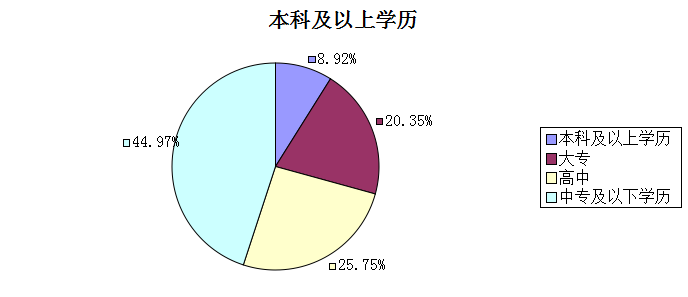 本科及以上学历
8.92%
20.35%
44.97%
25.75%
本科及以上学历
大专
高中
中专及以下学历